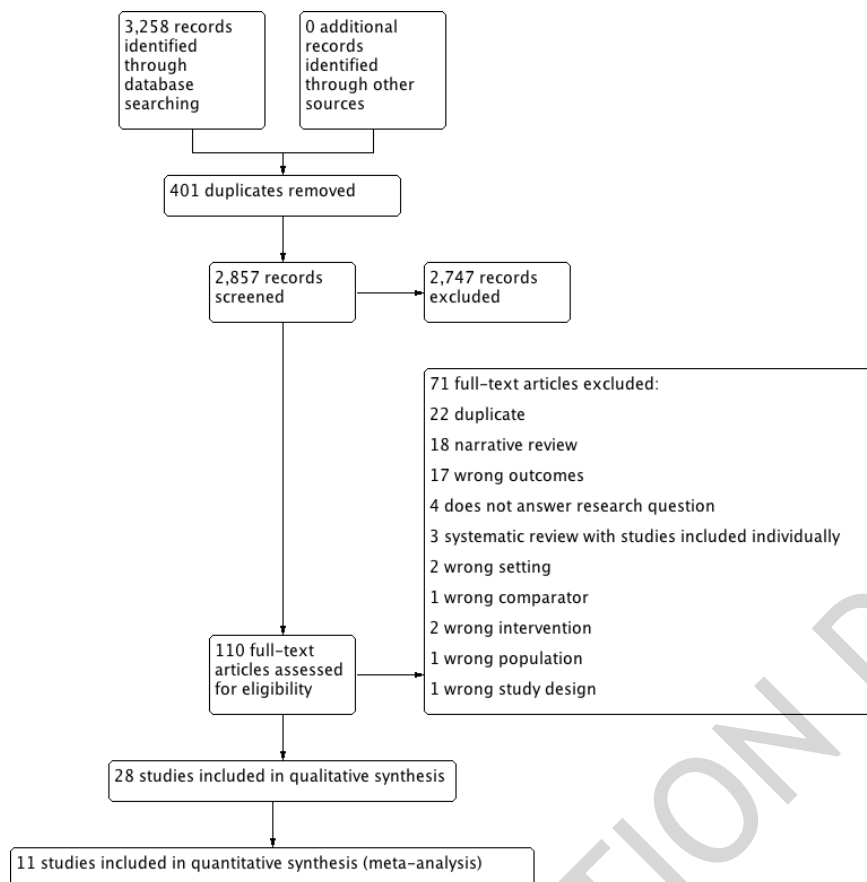 3,258 records
identified
through
database
searching
0 additional
records
identified
through other
sources
401 duplicates removed
2,857 records
screened
2,747 records
excluded
71 full-text articles excluded:
22 duplicate
18 narrative review
17 wrong outcomes
4 does not answer research question
3 systematic review with studies included individually
2 wrong setting
1 wrong comparator
2 wrong intervention
1 wrong population
1 wrong study design
110 full-text
articles assessed
for eligibility
28 studies included in qualitative synthesis
11 studies included in quantitative synthesis (meta-analysis)